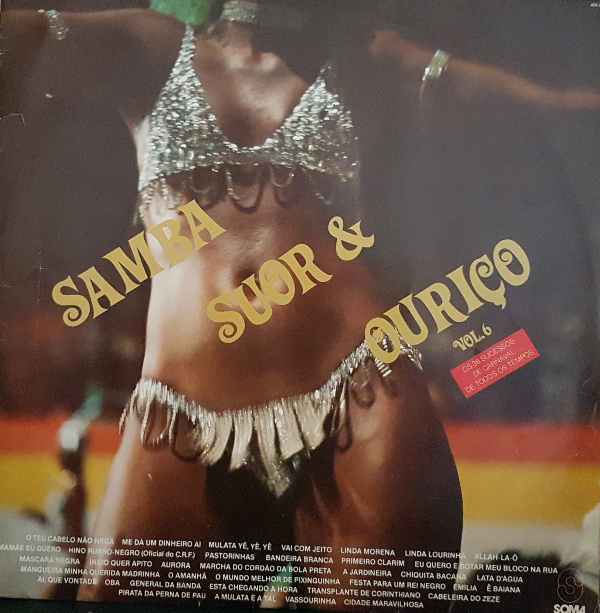 SAMBA
SUOR &
OURIÇO
VOL. 6
OS 36 SUCESSOS
DE CARNAVAL
DE TODOS OS TEMPOS
O TEU CABELO NÃO NEGA ME DÁ UM DINHEIRO AÍ MULATA YÊ, YÊ, YÊ VAI COM JEITO LINDA MORENA LINDA LOURINHA ALLAH-LA-Ô
MAMÃE EU QUERO HINO RUBRO-NEGRO (Oficial do C.R.F.) PASTORINHAS BANDEIRA BRANCA PRIMEIRO CLARIM EU QUERO É BOTAR MEU BLOCO NA RUA
MÁSCARA NEGRA ÍNDIO QUER APITO AURORA MARCHA DO CORDÃO DA BOLA PRETA A JARDINEIRA CHIQUITA BACANA LATA D'AGUA
MANGUEIRA MINHA QUERIDA MADRINHA O AMANHÃ O MUNDO MELHOR DE PIXINGUINHA FESTA PARA UM REI NEGRO EMÍLIA É BAIANA
AI, QUE VONTADE OBA GENERAL DA BANDA ESTÁ CHEGANDO A HORA TRANSPLANTE DE CORINTIANO CABELEIRA DO ZEZÉ
PIRATA DA PERNA DE PAU A MULATA É A TAL VASSOURINHA CIDADE MARAVILHOSA
SOMA